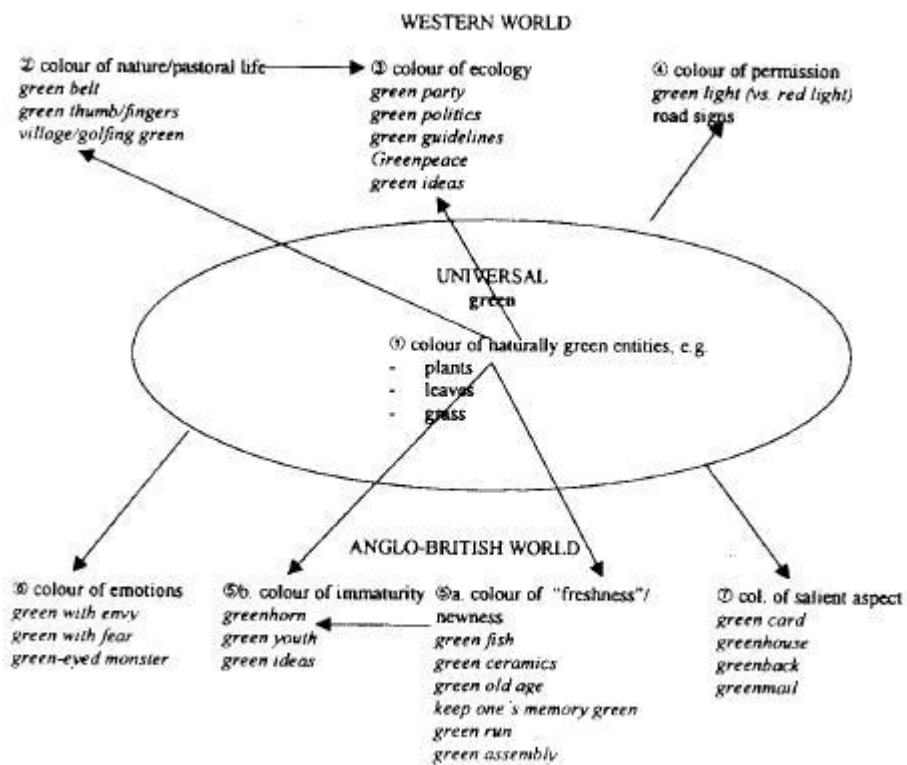 WESTERN WORLD
② colour of nature/pastoral life
green belt
green thumb/fingers
village/golfing green
③ colour of ecology
green party
green politics
green guidelines
Greenpeace
green ideas
④ colour of permission
green light (vs. red light)
road signs
UNIVERSAL
green
① colour of naturally green entities, e.g.
- plants
- leaves
- grass
ANGLO-BRITISH WORLD
⑥ colour of emotions
green with envy
green with fear
green-eyed monster
⑤b. colour of immaturity
greenhorn
green youth
green ideas
⑤a. colour of "freshness"/
newness
green fish
green ceramics
green old age
keep one's memory green
green run
green assembly
⑦ col. of salient aspect
green card
greenhouse
greenback
greenmail